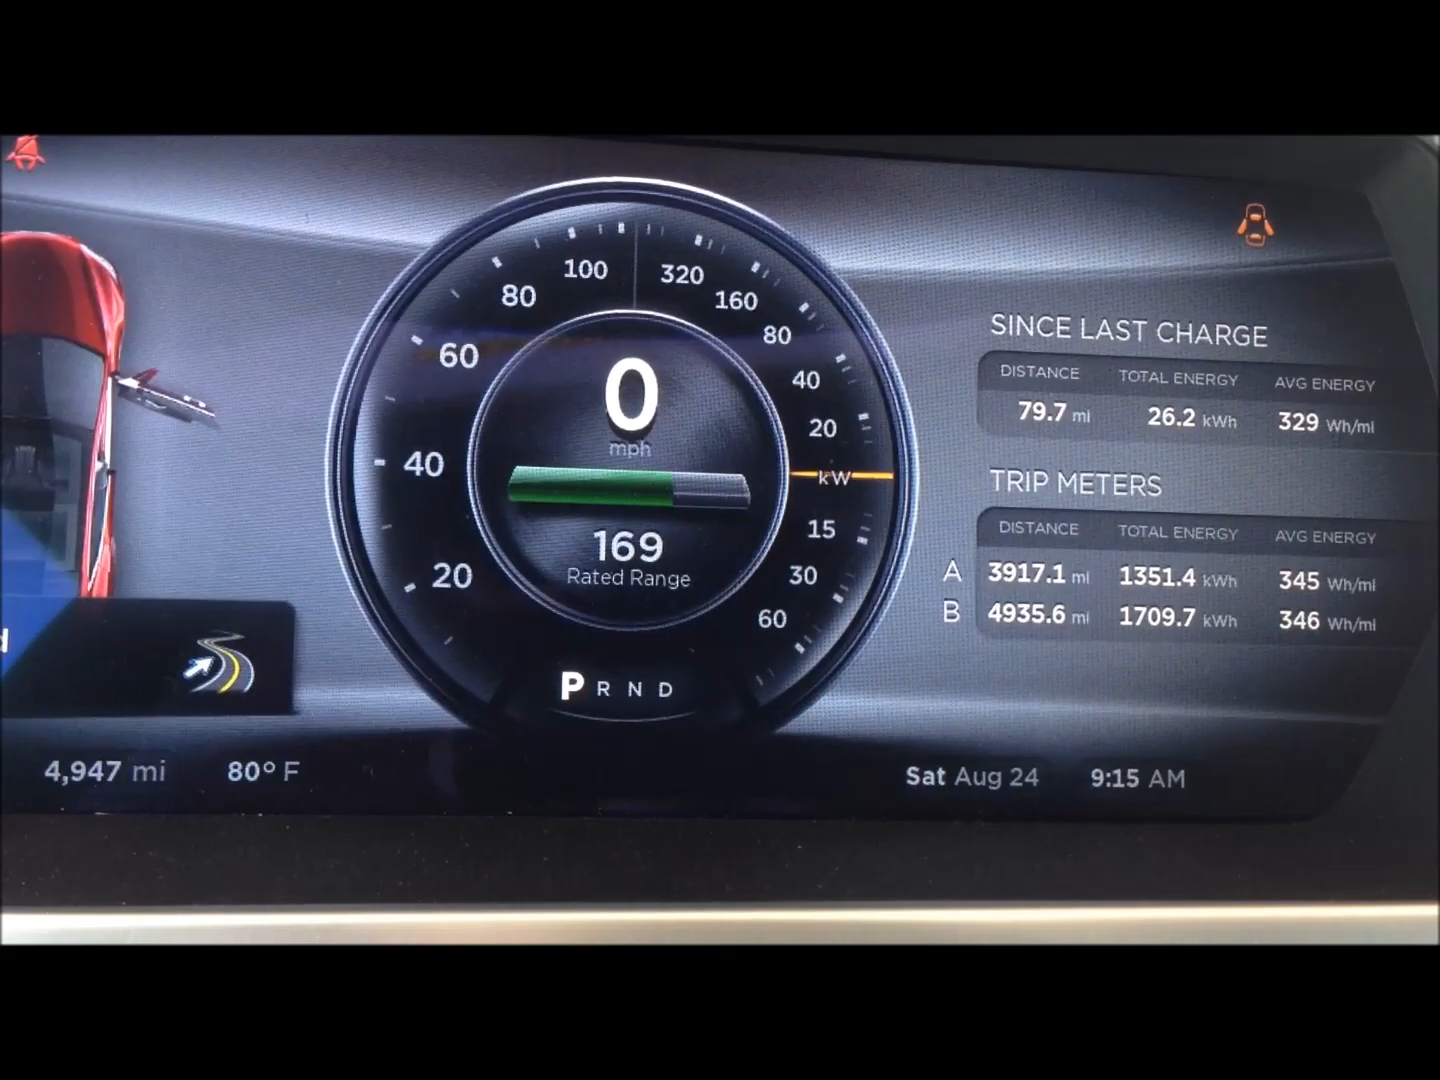 100 320
80 160
60 80
40 40
20 20
kW
15
30
60
0
mph
169
Rated Range
P R N D
SINCE LAST CHARGE
DISTANCE TOTAL ENERGY AVG ENERGY
79.7 mi 26.2 kWh 329 Wh/mi
TRIP METERS
DISTANCE TOTAL ENERGY AVG ENERGY
A 3917.1 mi 1351.4 kWh 345 Wh/mi
B 4935.6 mi 1709.7 kWh 346 Wh/mi
d
4,947 mi 80° F Sat Aug 24 9:15 AM